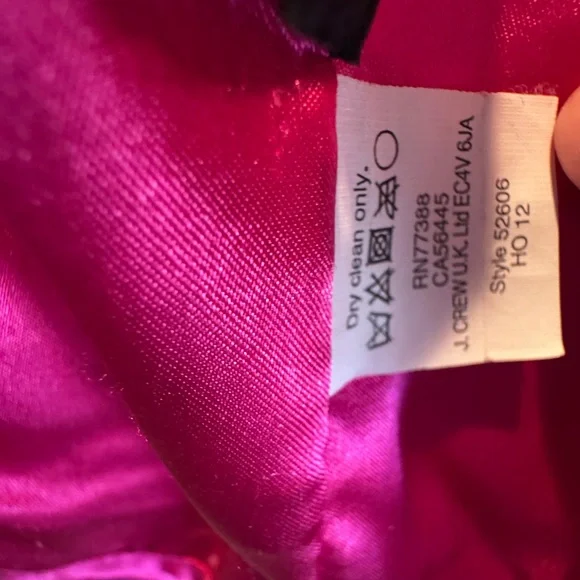 Dry clean only.
RN77388
CA56445
J. CREW U.K. Ltd EC4V 6JA
Style 52606
HO 12